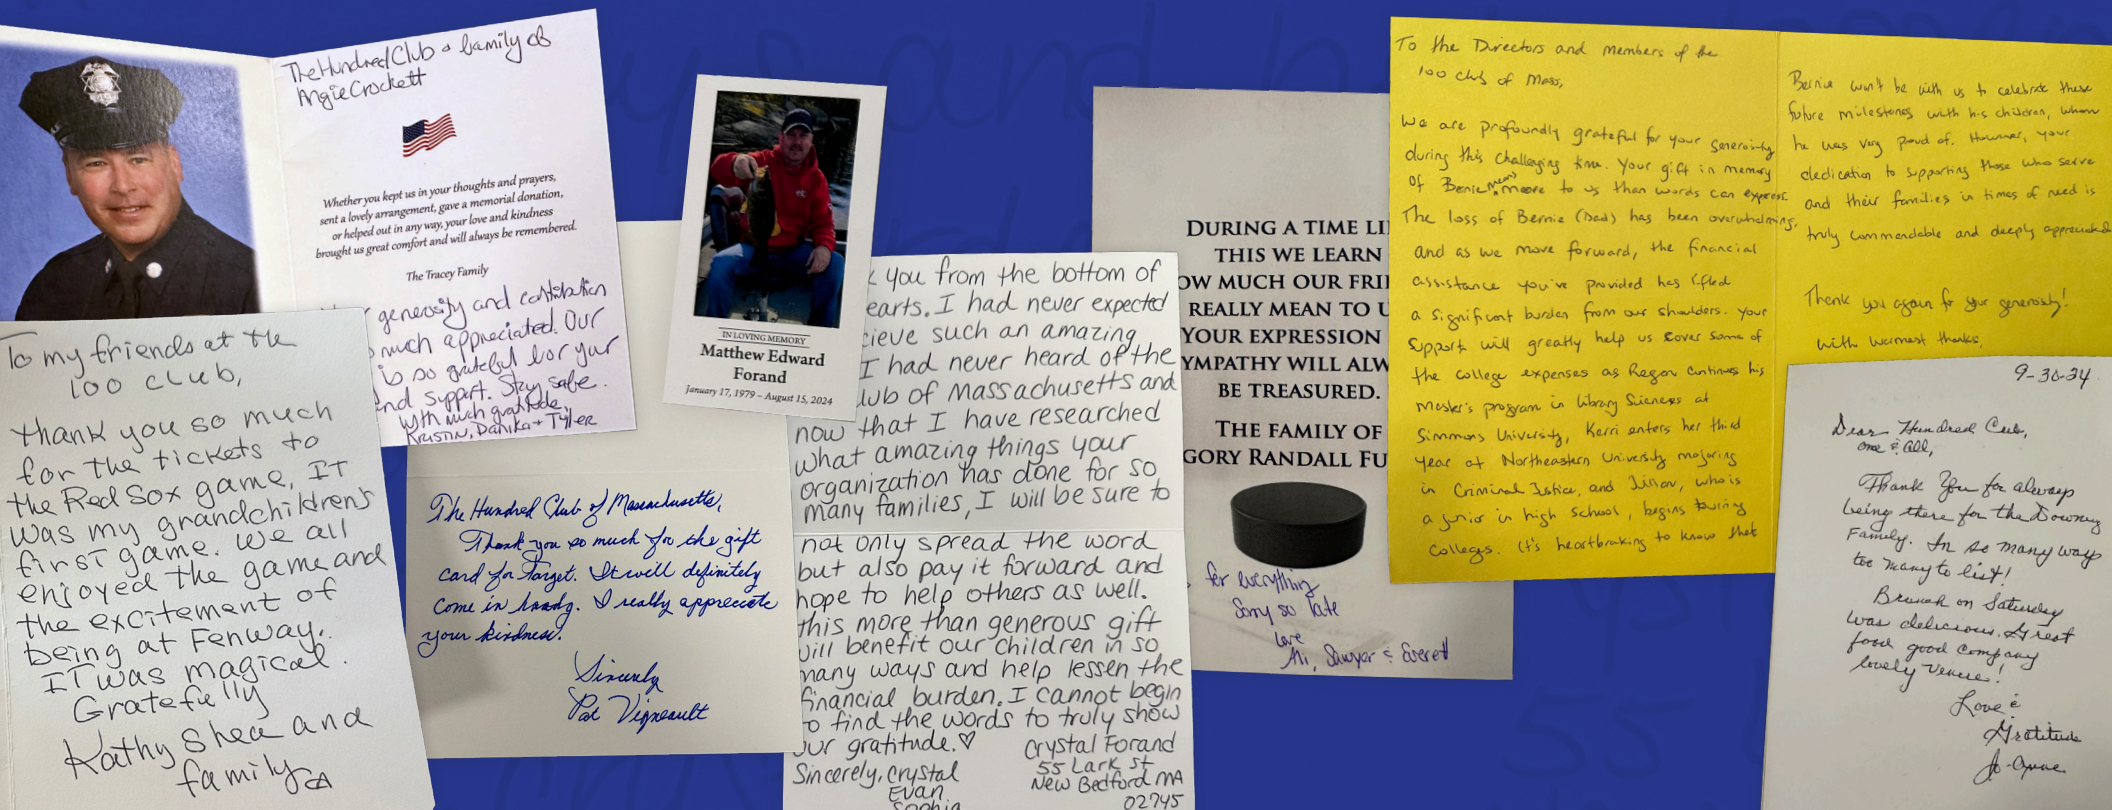 The Hundred Club & family of
Angie Crockett
Whether you kept us in your thoughts and prayers,
sent a lovely arrangement, gave a memorial donation,
or helped out in any way, your love and kindness
brought us great comfort and will always be remembered.
The Tracey Family
generosity and contribution
much appreciated. Our
is so grateful for your
and support. Stay safe.
With much gratitude,
Kristin, Danika + Tyler
To my friends at the
100 club,
Thank you so much
for the tickets to
the Red Sox game. It
was my grandchildren's
first game. We all
enjoyed the game and
the excitement of
being at Fenway.
It was magical.
Gratefully
Kathy Shea and
family
The Hundred Club of Massachusetts,
Thank you so much for the gift
card for Target. It will definitely
come in handy. I really appreciate
your kindness.
Sincerely
Pat Vigneault
IN LOVING MEMORY
Matthew Edward
Forand
January 17, 1979 – August 15, 2024
k you from the bottom of
earts. I had never expected
cieve such an amazing
I had never heard of the
lub of Massachusetts and
now that I have researched
what amazing things your
organization has done for so
many families, I will be sure to
not only spread the word
but also pay it forward and
hope to help others as well.
this more than generous gift
will benefit our children in so
many ways and help lessen the
financial burden. I cannot begin
to find the words to truly show
our gratitude.♡
Sincerely, Crystal
Evan
Sophia
Crystal Forand
55 Lark St
New Bedford MA
02745
DURING A TIME LI
THIS WE LEARN
OW MUCH OUR FRI
REALLY MEAN TO U
YOUR EXPRESSION
YMPATHY WILL ALW
BE TREASURED.
THE FAMILY OF
GORY RANDALL FU
for everything
Sorry so late
Love
Ali, Sawyer & Everett
To the Directors and members of the
100 club of Mass,
We are profoundly grateful for your generosity
during this challenging time. Your gift in memory
of Bernie means more to us than words can express.
The loss of Bernie (Dad) has been overwhelming,
and as we move forward, the financial
assistance you've provided has lifted
a significant burden from our shoulders. Your
support will greatly help us cover some of
the college expenses as Regan continues his
Master's program in Library Sciences at
Simmons University, Kerri enters her third
year at Northeastern University majoring
in Criminal Justice, and Jillian, who is
a junior in high school, begins touring
colleges. It's heartbreaking to know that
Bernie won't be with us to celebrate these
future milestones with his children, whom
he was very proud of. However, your
dedication to supporting those who serve
and their families in times of need is
truly commendable and deeply appreciated
Thank you again for your generosity!
With warmest thanks,
9-30-24
Dear Hundred Club,
one & all,
Thank You for always
being there for the Downey
Family. In so many ways
too many to list!
Brunch on Saturday
was delicious. Great
food good company
lovely venue!
Love &
Gratitude
Jo-Anne